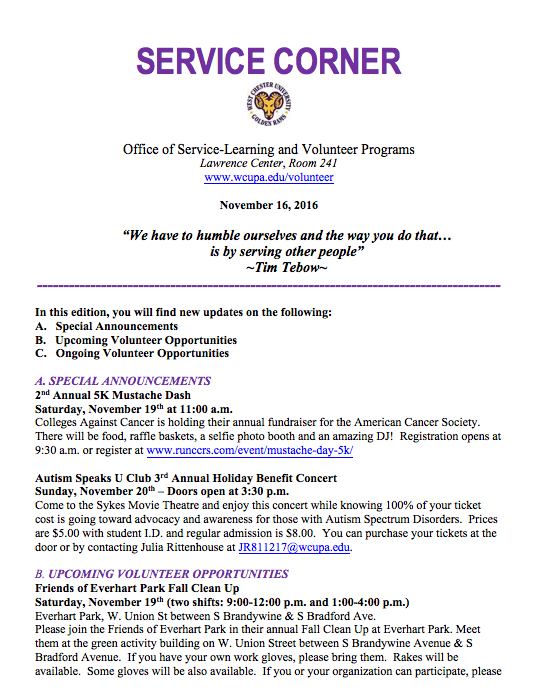 SERVICE CORNER
WEST CHESTER UNIVERSITY
GOLDEN RAMS
Office of Service-Learning and Volunteer Programs
Lawrence Center, Room 241
www.wcupa.edu/volunteer
November 16, 2016
“We have to humble ourselves and the way you do that…
is by serving other people”
~Tim Tebow~
In this edition, you will find new updates on the following:
A. Special Announcements
B. Upcoming Volunteer Opportunities
C. Ongoing Volunteer Opportunities
A. SPECIAL ANNOUNCEMENTS
2nd Annual 5K Mustache Dash
Saturday, November 19th at 11:00 a.m.
Colleges Against Cancer is holding their annual fundraiser for the American Cancer Society.
There will be food, raffle baskets, a selfie photo booth and an amazing DJ! Registration opens at
9:30 a.m. or register at www.runccrs.com/event/mustache-day-5k/
Autism Speaks U Club 3rd Annual Holiday Benefit Concert
Sunday, November 20th – Doors open at 3:30 p.m.
Come to the Sykes Movie Theatre and enjoy this concert while knowing 100% of your ticket
cost is going toward advocacy and awareness for those with Autism Spectrum Disorders. Prices
are $5.00 with student I.D. and regular admission is $8.00. You can purchase your tickets at the
door or by contacting Julia Rittenhouse at JR811217@wcupa.edu.
B. UPCOMING VOLUNTEER OPPORTUNITIES
Friends of Everhart Park Fall Clean Up
Saturday, November 19th (two shifts: 9:00-12:00 p.m. and 1:00-4:00 p.m.)
Everhart Park, W. Union St between S Brandywine & S Bradford Ave.
Please join the Friends of Everhart Park in their annual Fall Clean Up at Everhart Park. Meet
them at the green activity building on W. Union Street between S Brandywine Avenue & S
Bradford Avenue. If you have your own work gloves, please bring them. Rakes will be
available. Some gloves will be also available. If you or your organization can participate, please